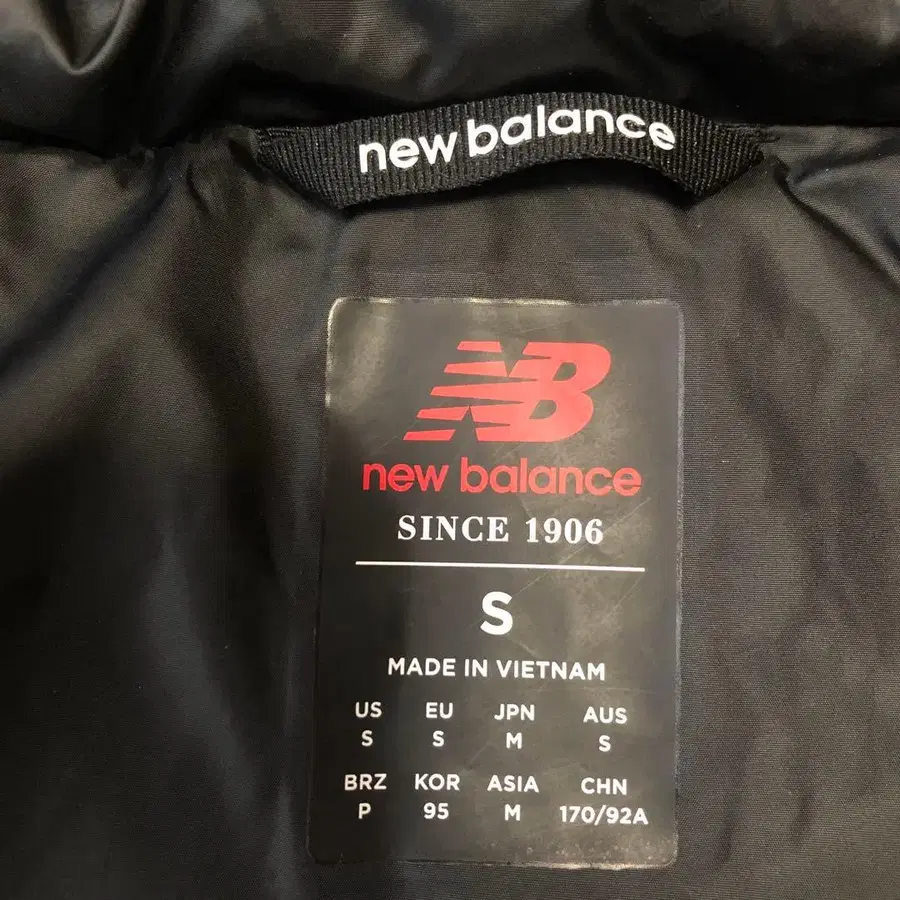 new balance
NB
new balance
SINCE 1906
S
MADE IN VIETNAM
US EU JPN AUS
S S M S
BRZ KOR ASIA CHN
P 95 M 170/92A